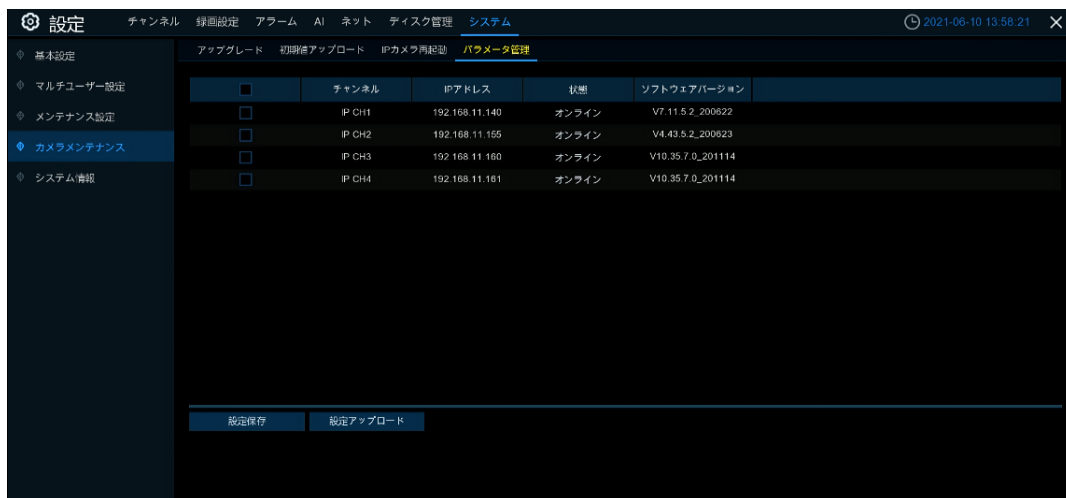 設定 チャンネル 録画設定 アラーム AI ネット ディスク管理 システム 2021-06-10 13:58:21
基本設定
マルチユーザー設定
メンテナンス設定
カメラメンテナンス
システム情報
アップグレード 初期値アップロード IPカメラ再起動 パラメータ管理
チャンネル IPアドレス 状態 ソフトウェアバージョン
IP CH1 192.168.11.140 オンライン V7.11.5.2_200622
IP CH2 192.168.11.155 オンライン V4.43.5.2_200623
IP CH3 192.168.11.160 オンライン V10.35.7.0_201114
IP CH4 192.168.11.161 オンライン V10.35.7.0_201114
設定保存 設定アップロード